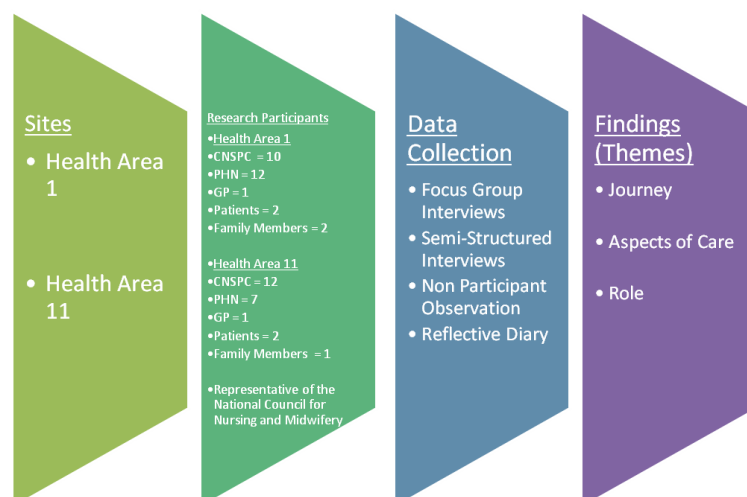 Sites
• Health Area
1
• Health Area
11
Research Participants
•Health Area 1
•CNSPC = 10
•PHN = 12
•GP = 1
•Patients = 2
•Family Members = 2
•Health Area 11
•CNSPC = 12
•PHN = 7
•GP = 1
•Patients = 2
•Family Members = 1
•Representative of the
National Council for
Nursing and Midwifery
Data
Collection
• Focus Group
Interviews
• Semi-Structured
Interviews
• Non Participant
Observation
• Reflective Diary
Findings
(Themes)
• Journey
• Aspects of Care
• Role